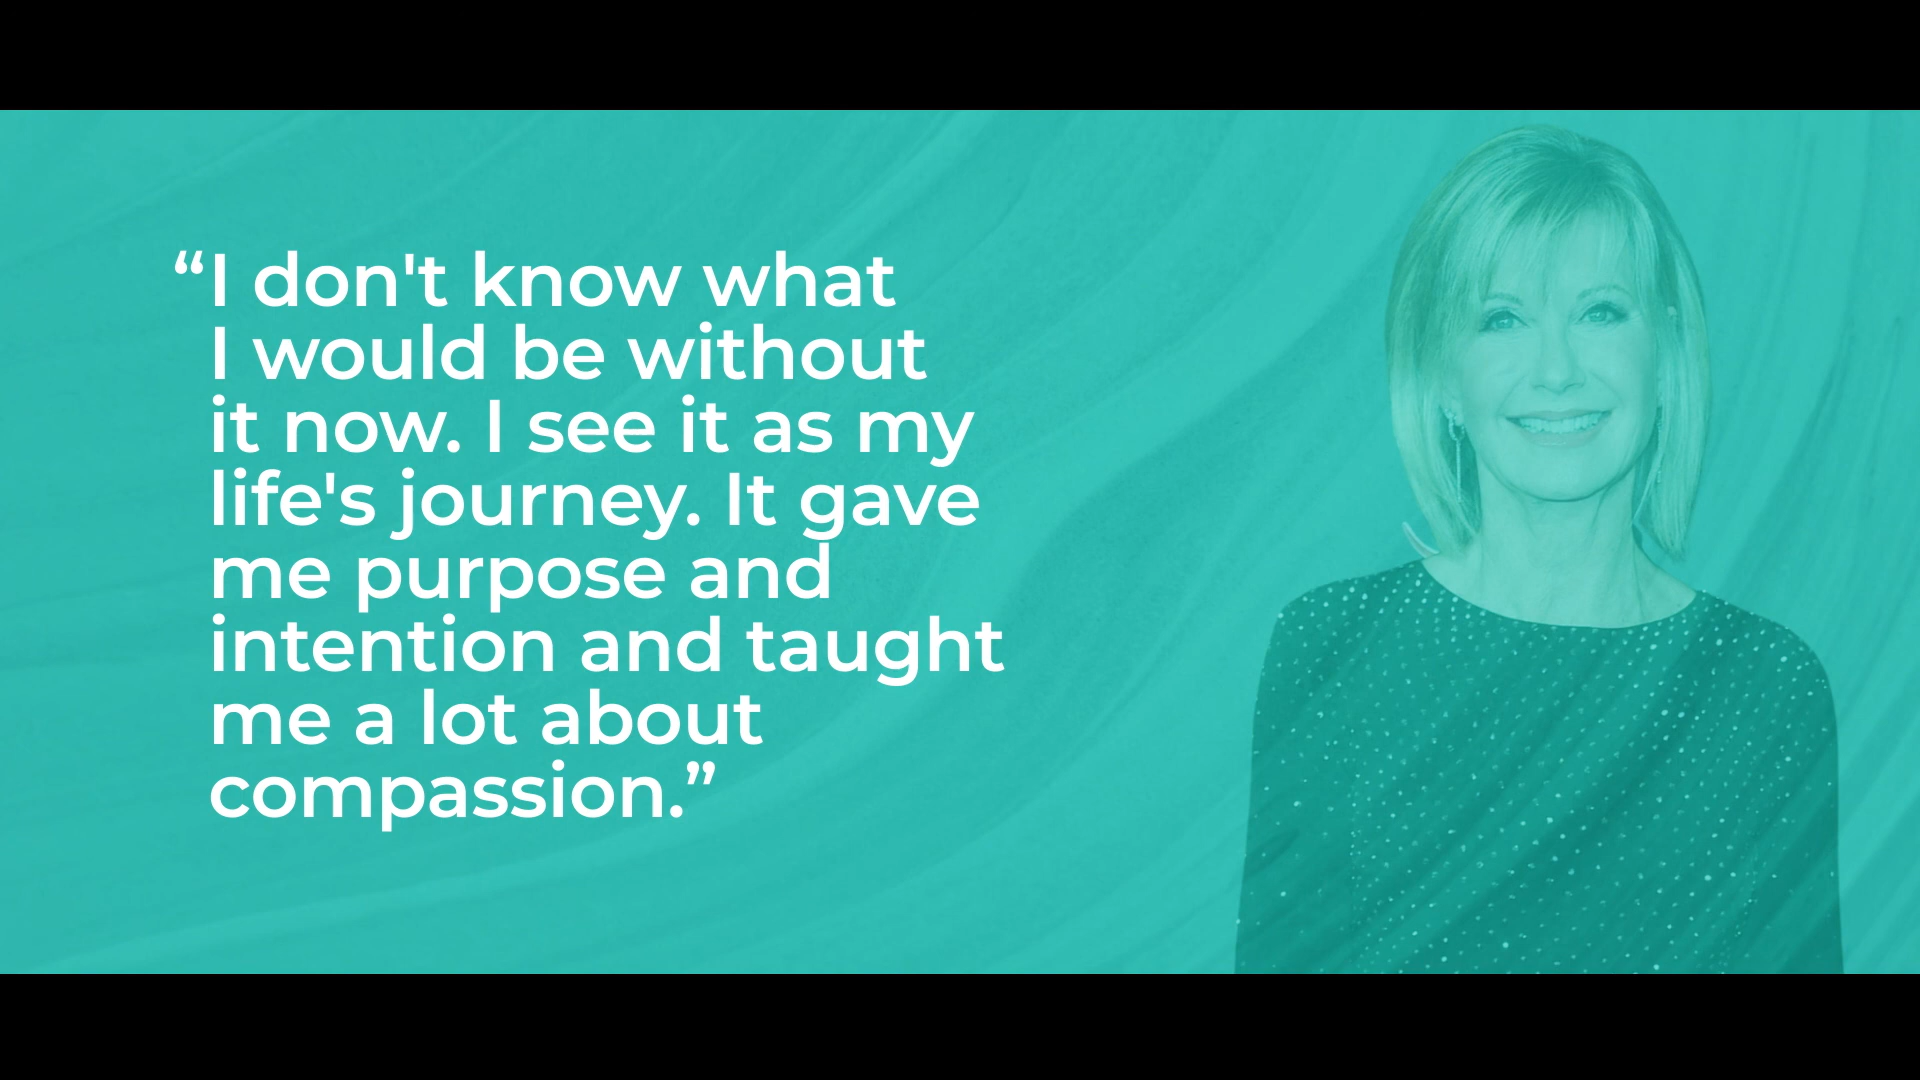 “I don't know what
I would be without
it now. I see it as my
life's journey. It gave
me purpose and
intention and taught
me a lot about
compassion.”